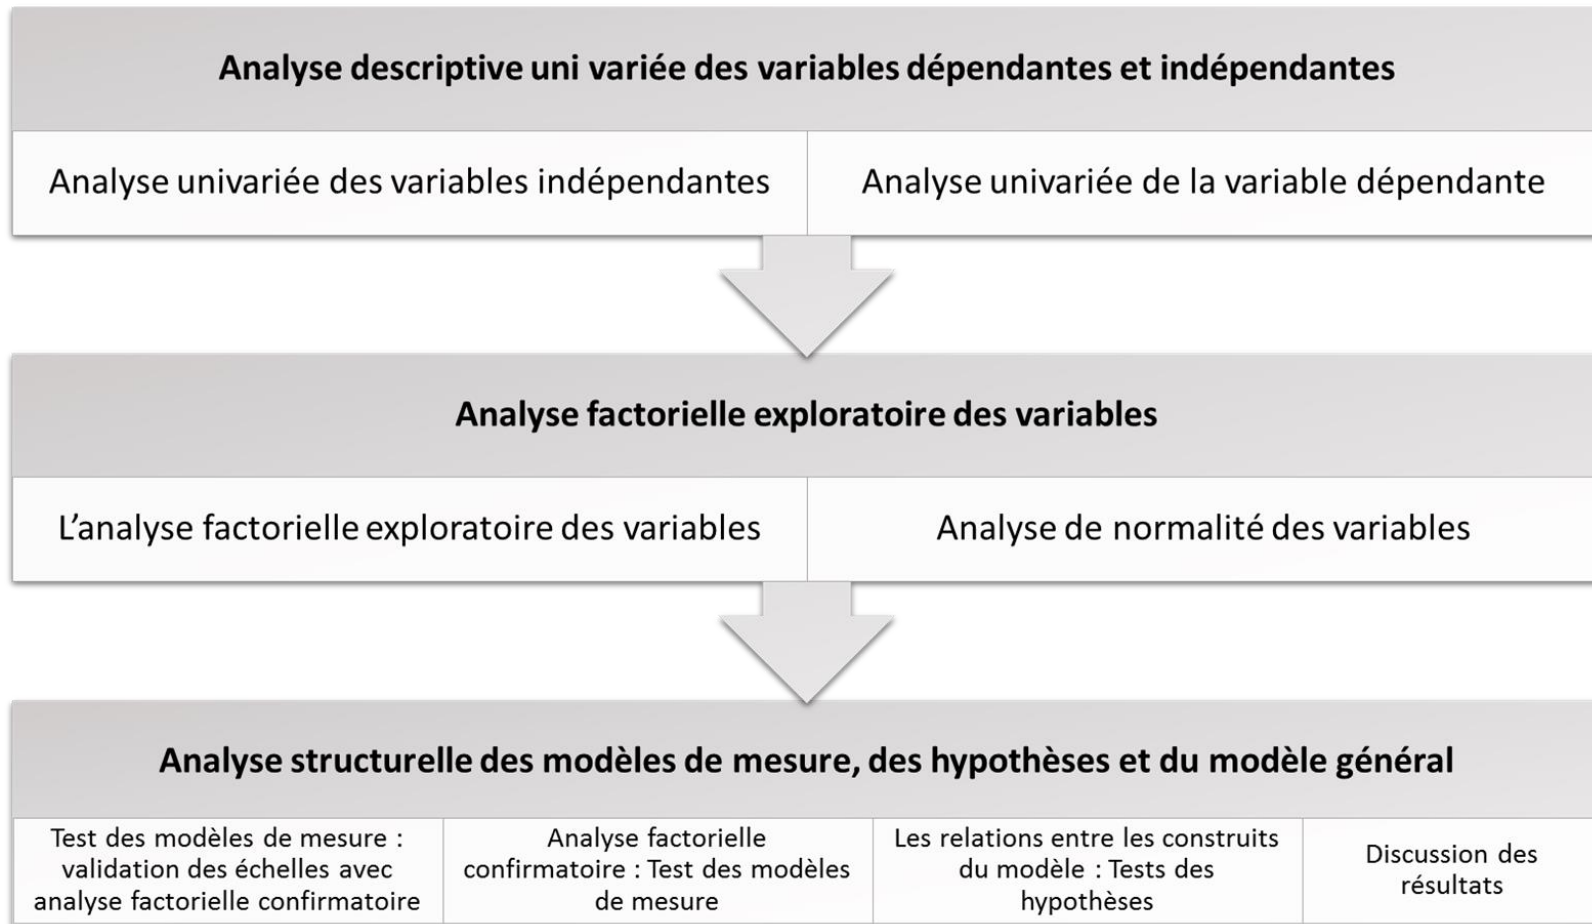 Analyse descriptive uni variée des variables dépendantes et indépendantes
Analyse univariée des variables indépendantes
Analyse univariée de la variable dépendante
Analyse factorielle exploratoire des variables
L’analyse factorielle exploratoire des variables
Analyse de normalité des variables
Analyse structurelle des modèles de mesure, des hypothèses et du modèle général
Test des modèles de mesure :
validation des échelles avec
analyse factorielle confirmatoire
Analyse factorielle
confirmatoire : Test des modèles
de mesure
Les relations entre les construits
du modèle : Tests des
hypothèses
Discussion des
résultats